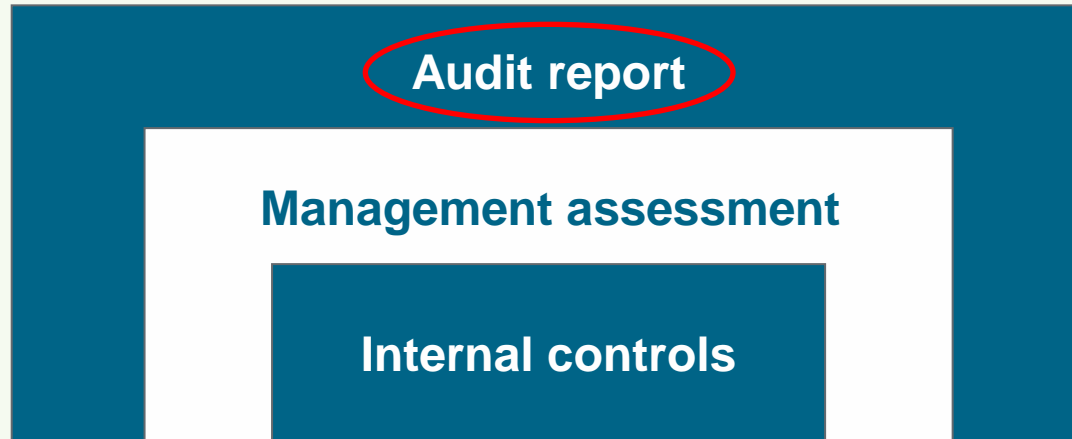 Audit report
Management assessment
Internal controls